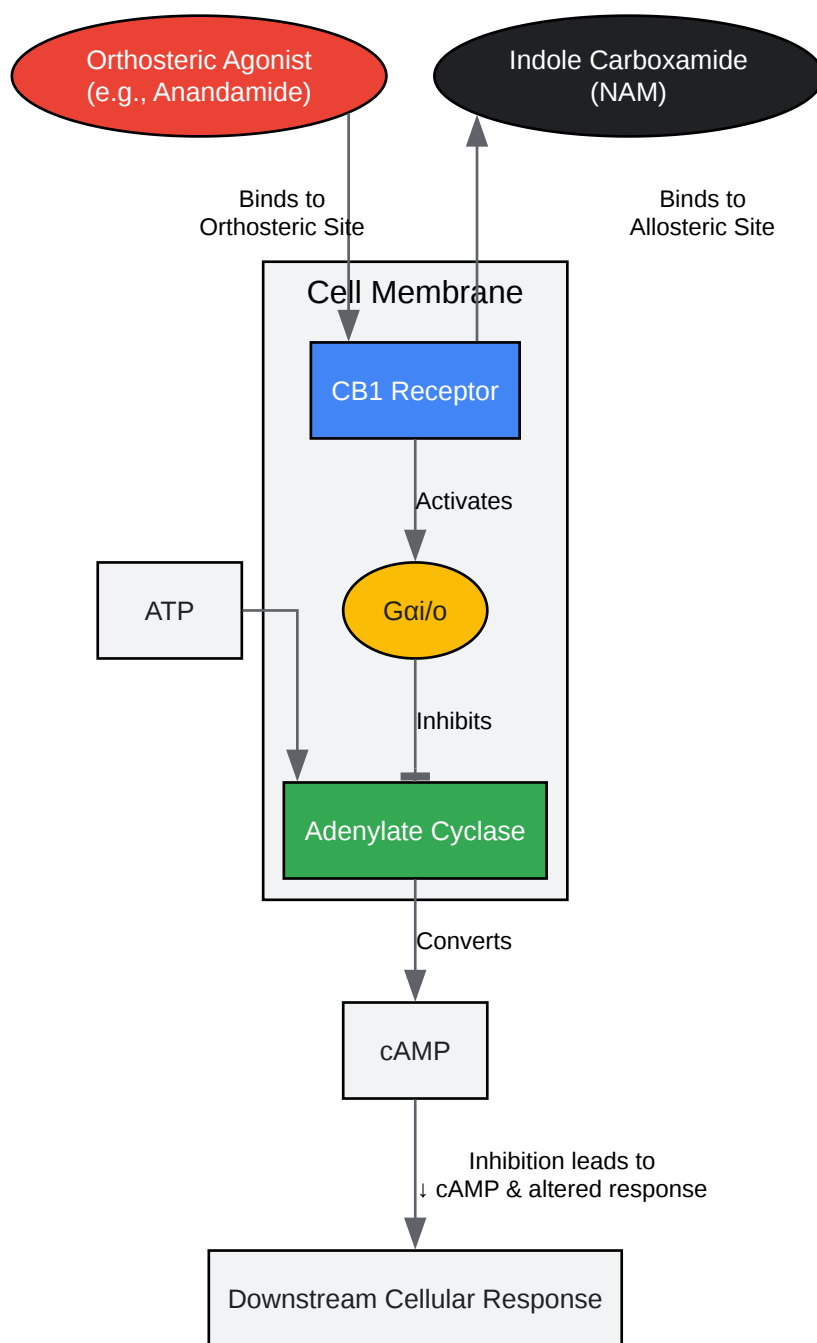 Orthosteric Agonist
(e.g., Anandamide)
Indole Carboxamide
(NAM)
Binds to
Orthosteric Site
Binds to
Allosteric Site
Cell Membrane
CB1 Receptor
Activates
ATP
Gαi/o
Inhibits
Adenylate Cyclase
Converts
cAMP
Inhibition leads to
↓ cAMP & altered response
Downstream Cellular Response